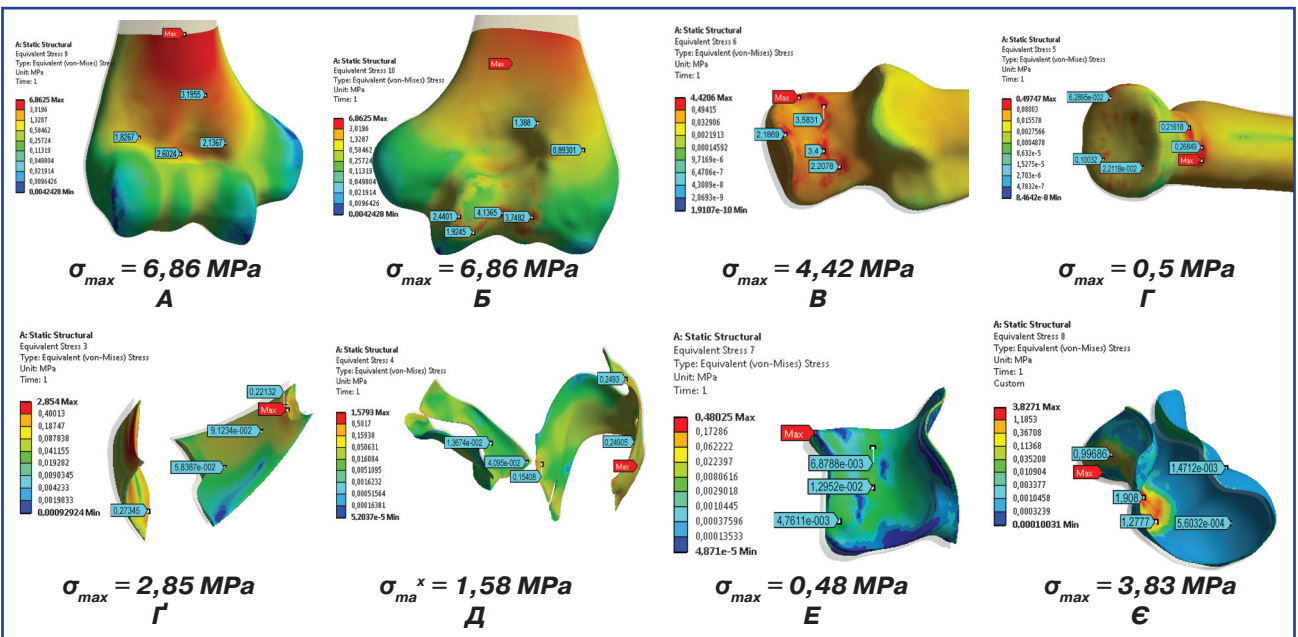 A: Static Structural
Equivalent Stress 9
Type: Equivalent (von-Mises) Stress
Unit: MPa
Time: 1
6,8625 Max
3,0196
1,3287
0,58462
0,25724
0,11319
0,049804
0,021914
0,0096426
0,0042428 Min
Max
3,1955
1,8267
2,1367
2,6024
σmax = 6,86 MPa
А
A: Static Structural
Equivalent Stress 10
Type: Equivalent (von-Mises) Stress
Unit: MPa
Time: 1
6,8625 Max
3,0196
1,3287
0,58462
0,25724
0,11319
0,049804
0,021914
0,0096426
0,0042428 Min
Max
1,388
0,89301
2,4401
4,1365
3,7482
1,9245
σmax = 6,86 MPa
Б
A: Static Structural
Equivalent Stress 6
Type: Equivalent (von-Mises) Stress
Unit: MPa
Time: 1
4,4206 Max
0,49415
0,032906
0,0021913
0,00014592
9,7169e-6
6,4706e-7
4,3089e-8
2,8693e-9
1,9107e-10 Min
Max
3,5831
2,1869
3,4
2,2078
σmax = 4,42 MPa
В
A: Static Structural
Equivalent Stress 5
Type: Equivalent (von-Mises) Stress
Unit: MPa
Time: 1
0,49747 Max
0,08803
0,015578
0,0027566
0,0004878
8,632e-5
1,5275e-5
2,703e-6
4,7832e-7
8,4642e-8 Min
6,2895e-002
0,21618
0,26849
Max
0,10032
2,2118e-002
σmax = 0,5 MPa
Г
A: Static Structural
Equivalent Stress 3
Type: Equivalent (von-Mises) Stress
Unit: MPa
Time: 1
2,854 Max
0,40013
0,18747
0,087838
0,041155
0,019282
0,0090345
0,004233
0,0019833
0,00092924 Min
0,22132
Max
9,1234e-002
5,8387e-002
0,27345
σmax = 2,85 MPa
Ґ
A: Static Structural
Equivalent Stress 4
Type: Equivalent (von-Mises) Stress
Unit: MPa
Time: 1
1,5793 Max
0,5017
0,15938
0,050631
0,016084
0,0051095
0,0016232
0,00051564
0,00016381
5,2037e-5 Min
0,2493
1,3674e-002
4,095e-002
0,15408
0,24905
Max
σmaˣ = 1,58 MPa
Д
A: Static Structural
Equivalent Stress 7
Type: Equivalent (von-Mises) Stress
Unit: MPa
Time: 1
0,48025 Max
0,17286
0,062222
0,022397
0,0080616
0,0029018
0,0010445
0,00037596
0,00013533
4,871e-5 Min
Max
6,8788e-003
1,2952e-002
4,7611e-003
σmax = 0,48 MPa
Е
A: Static Structural
Equivalent Stress 8
Type: Equivalent (von-Mises) Stress
Unit: MPa
Time: 1
Custom
3,8271 Max
1,1853
0,36708
0,11368
0,035208
0,010904
0,003377
0,0010458
0,0003239
0,00010031 Min
0,99686
Max
1,4712e-003
1,908
1,2777
5,6032e-004
σmax = 3,83 MPa
Є